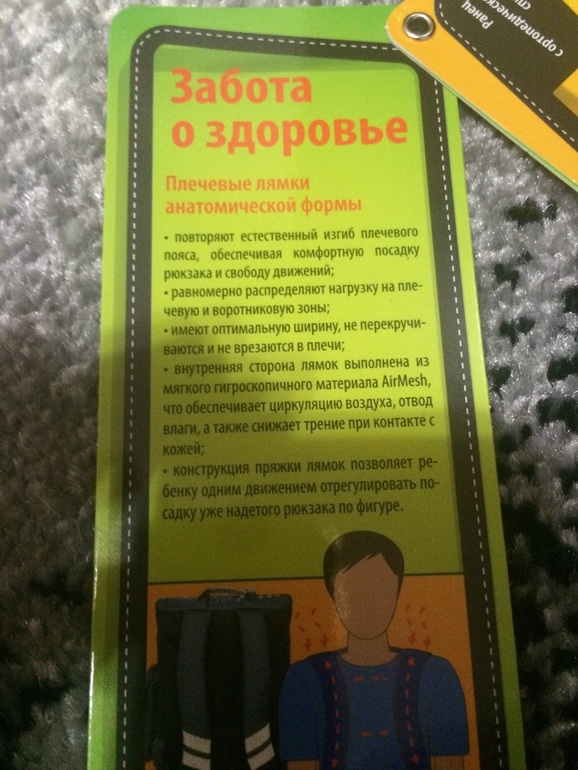 Ранец
с ортопедическ
Забота
о здоровье
Плечевые лямки
анатомической формы
• повторяют естественный изгиб плечевого
пояса, обеспечивая комфортную посадку
рюкзака и свободу движений;
• равномерно распределяют нагрузку на пле-
чевую и воротниковую зоны;
• имеют оптимальную ширину, не перекручи-
ваются и не врезаются в плечи;
• внутренняя сторона лямок выполнена из
мягкого гигроскопичного материала AirMesh,
что обеспечивает циркуляцию воздуха, отвод
влаги, а также снижает трение при контакте с
кожей;
• конструкция пряжки лямок позволяет ре-
бенку одним движением отрегулировать по-
садку уже надетого рюкзака по фигуре.